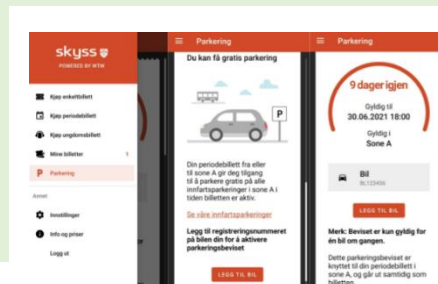 skyss
POWERED BY WTW
Kjøp enkeltbillett
Kjøp periodebillett
Kjøp ungdomsbillett
Mine billetter 1
Parkering
Annet
Innstillinger
Info og priser
Logg ut
Parkering
Du kan få gratis parkering
P
Din periodebillett fra eller
til sone A gir deg tilgang
til å parkere gratis på alle
innfartsparkeringer i sone A i
tiden billetten er aktiv.
Se våre innfartsparkeringer
Legg til registreringsnummeret
på bilen din for å aktivere
parkeringsbeviset
LEGG TIL BIL
Parkering
9 dager igjen
Gyldig til
30.06.2021 18:00
Gyldig i
Sone A
Bil
BL123456
LEGG TIL BIL
Merk: Beviset er kun gyldig for
én bil om gangen.
Dette parkeringsbeviset er
knyttet til din periodebillett i
sone A, og går ut samtidig som
billetten.